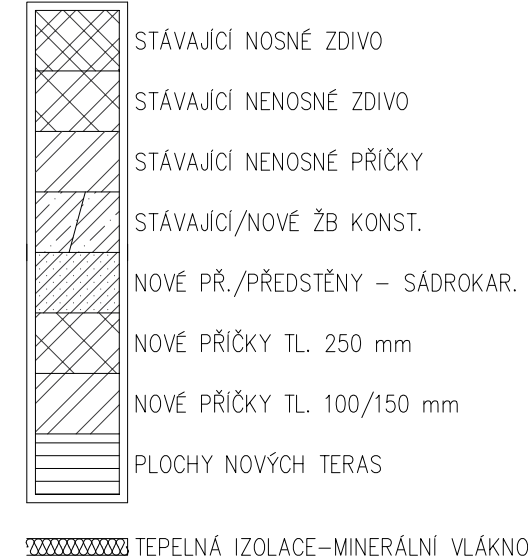 STÁVAJÍCÍ NOSNÉ ZDIVO
STÁVAJÍCÍ NENOSNÉ ZDIVO
STÁVAJÍCÍ NENOSNÉ PŘÍČKY
STÁVAJÍCÍ/NOVÉ ŽB KONST.
NOVÉ PŘ./PŘEDSTĚNY – SÁDROKAR.
NOVÉ PŘÍČKY TL. 250 mm
NOVÉ PŘÍČKY TL. 100/150 mm
PLOCHY NOVÝCH TERAS
TEPELNÁ IZOLACE–MINERÁLNÍ VLÁKNO